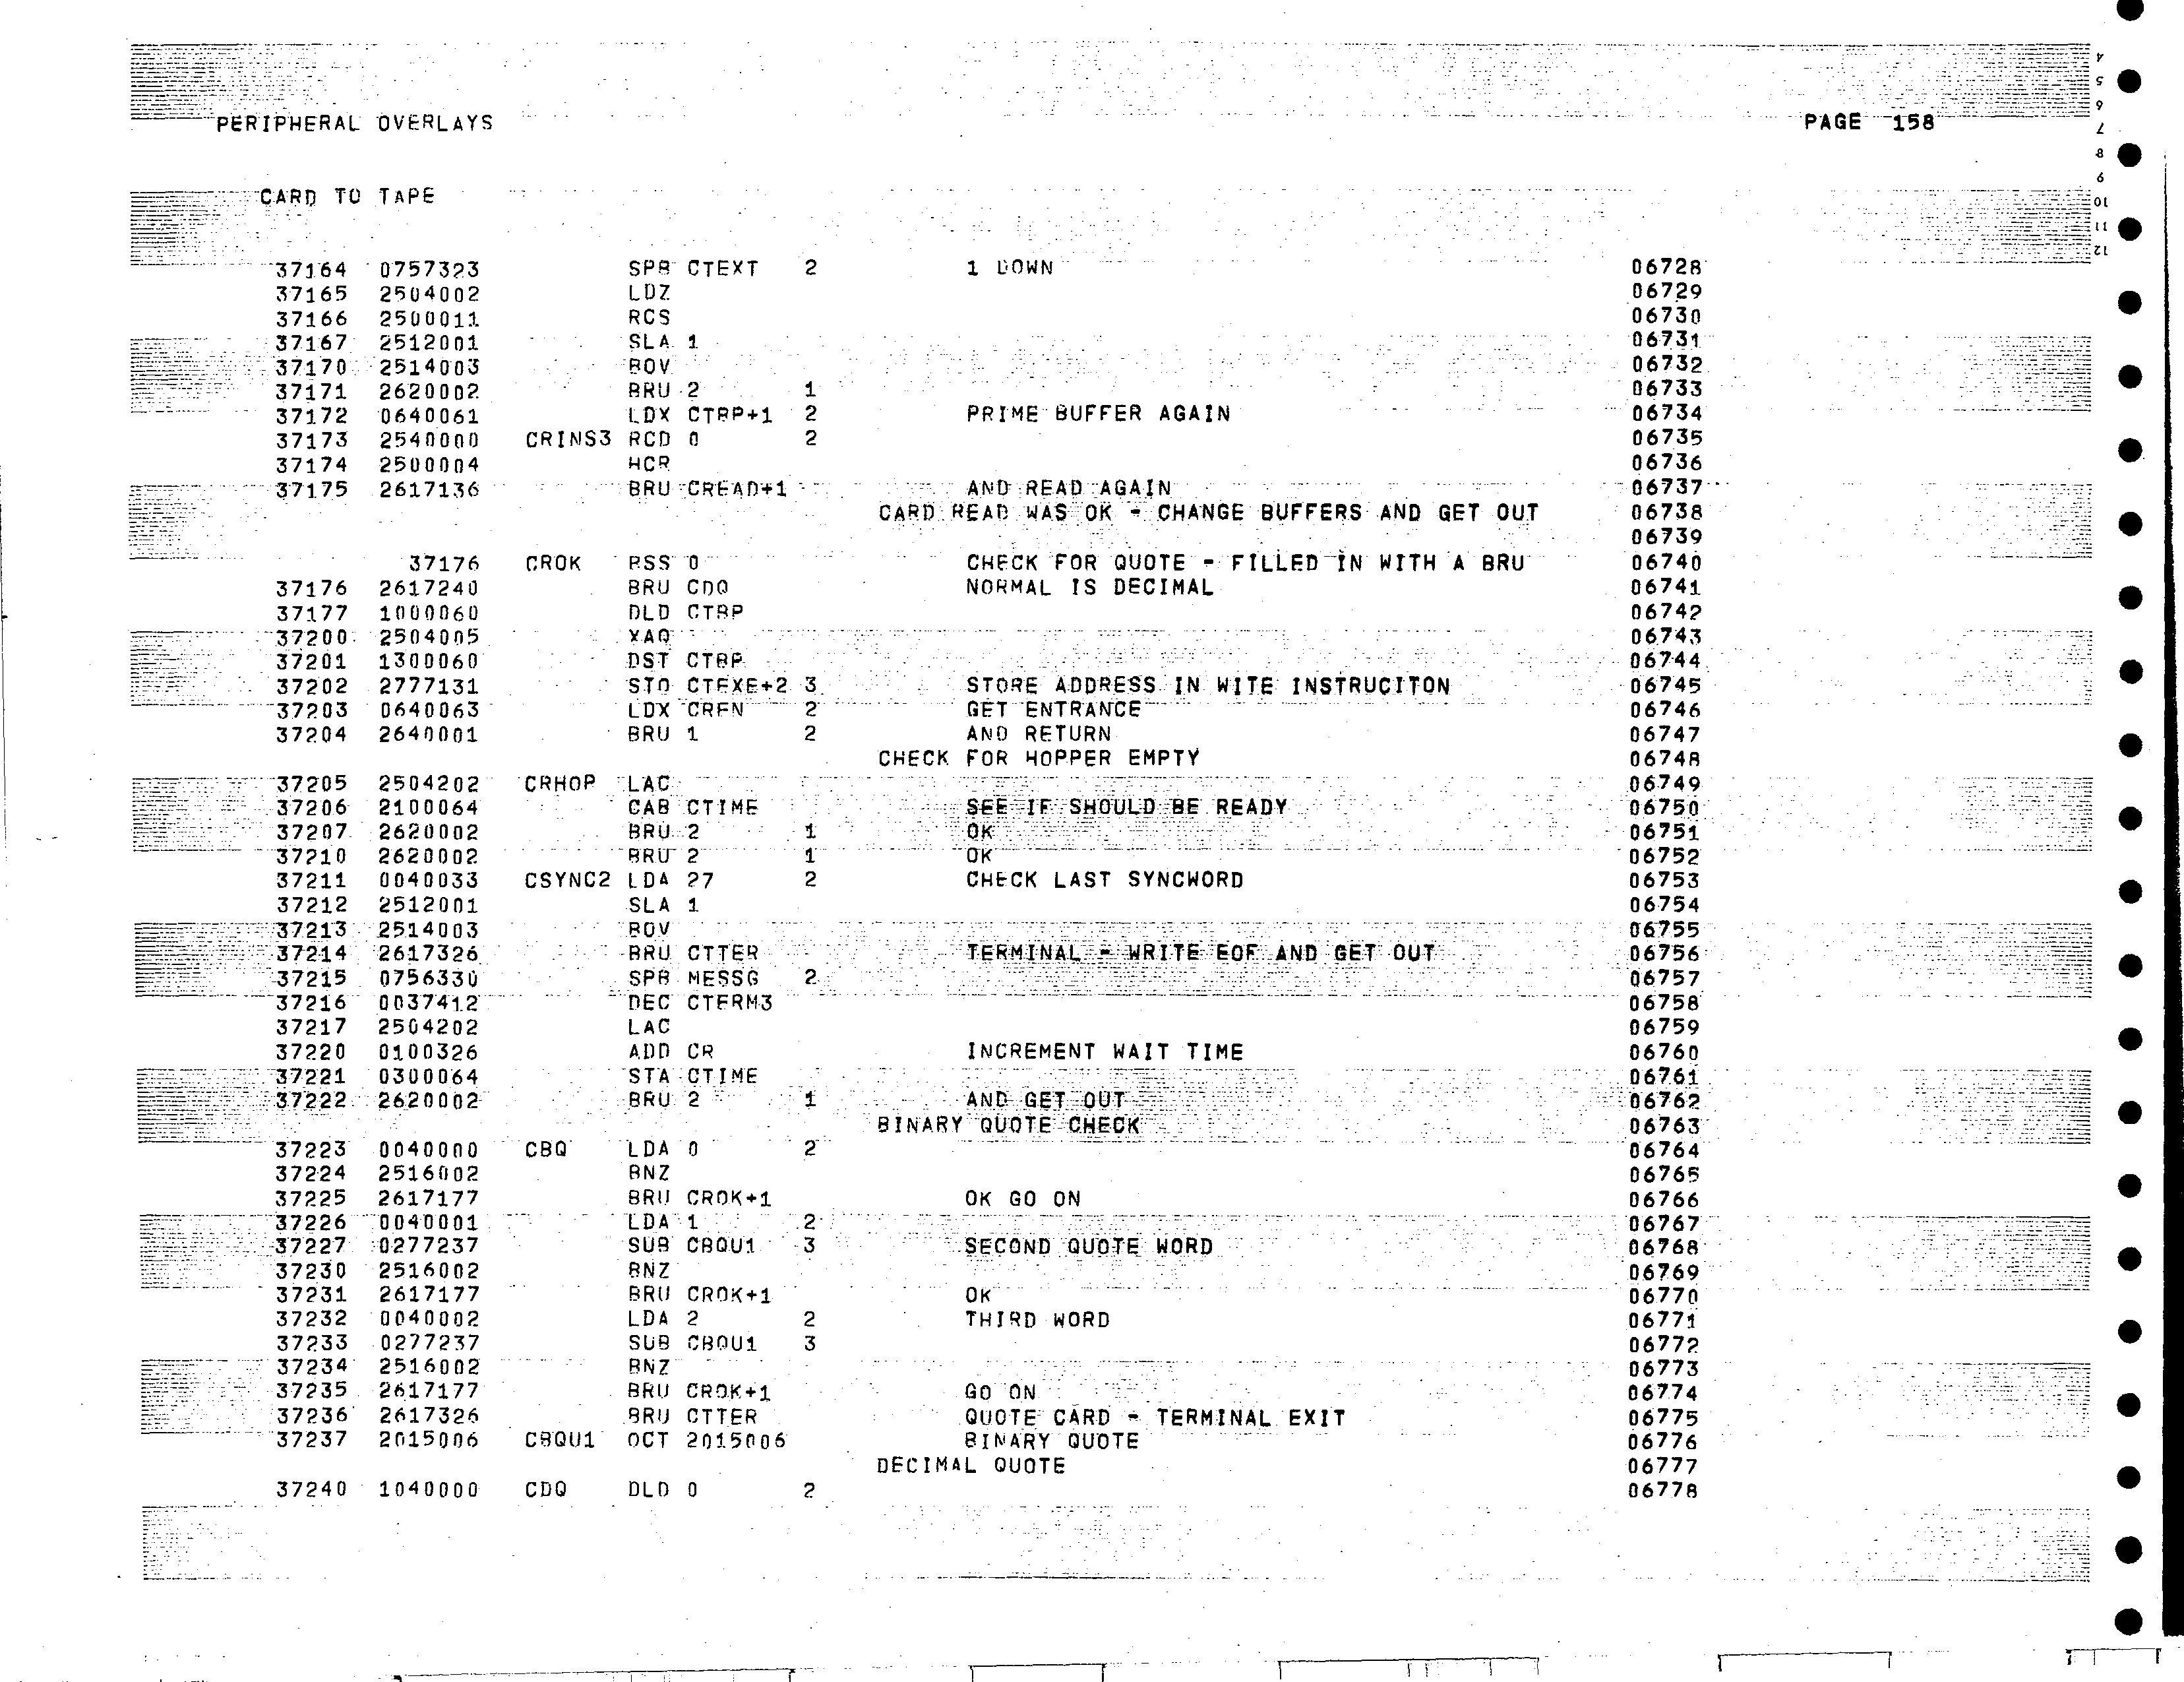 PERIPHERAL OVERLAYS PAGE 158
CARD TO TAPE
37164 0757323 SPB CTEXT 2 1 DOWN 06728
37165 2504002 LDZ 06729
37166 2500011 RCS 06730
37167 2512001 SLA 1 06731
37170 2514003 BOV 06732
37171 2620002 BRU 2 1 06733
37172 0640061 LDX CTBP+1 2 PRIME BUFFER AGAIN 06734
37173 2540000 CRINS3 RCD 0 2 06735
37174 2500004 HCR 06736
37175 2617136 BRU CREAD+1 AND READ AGAIN 06737
CARD READ WAS OK - CHANGE BUFFERS AND GET OUT 06738
06739
37176 CROK BSS 0 CHECK FOR QUOTE - FILLED IN WITH A BRU 06740
37176 2617240 BRU CDQ NORMAL IS DECIMAL 06741
37177 1000060 DLD CTBP 06742
37200 2504005 XAQ 06743
37201 1300060 DST CTBP 06744
37202 2777131 STO CTEXE+2 3 STORE ADDRESS IN WITE INSTRUCITON 06745
37203 0640063 LDX CREN 2 GET ENTRANCE 06746
37204 2640001 BRU 1 2 AND RETURN 06747
CHECK FOR HOPPER EMPTY 06748
37205 2504202 CRHOP LAC 06749
37206 2100064 CAB CTIME SEE IF SHOULD BE READY 06750
37207 2620002 BRU 2 1 OK 06751
37210 2620002 BRU 2 1 OK 06752
37211 0040033 CSYNC2 LDA 27 2 CHECK LAST SYNCWORD 06753
37212 2512001 SLA 1 06754
37213 2514003 BOV 06755
37214 2617326 BRU CTTER TERMINAL - WRITE EOF AND GET OUT 06756
37215 0756330 SPB MESSG 2 06757
37216 0037412 DEC CTERM3 06758
37217 2504202 LAC 06759
37220 0100326 ADD CR INCREMENT WAIT TIME 06760
37221 0300064 STA CTIME 06761
37222 2620002 BRU 2 1 AND GET OUT 06762
BINARY QUOTE CHECK 06763
37223 0040000 CBQ LDA 0 2 06764
37224 2516002 BNZ 06765
37225 2617177 BRU CROK+1 OK GO ON 06766
37226 0040001 LDA 1 2 06767
37227 0277237 SUB CBQU1 3 SECOND QUOTE WORD 06768
37230 2516002 BNZ 06769
37231 2617177 BRU CROK+1 OK 06770
37232 0040002 LDA 2 2 THIRD WORD 06771
37233 0277237 SUB CBQU1 3 06772
37234 2516002 BNZ 06773
37235 2617177 BRU CROK+1 GO ON 06774
37236 2617326 BRU CTTER QUOTE CARD - TERMINAL EXIT 06775
37237 2015006 CBQU1 OCT 2015006 BINARY QUOTE 06776
DECIMAL QUOTE 06777
37240 1040000 CDQ DLD 0 2 06778
4
5
6
7
8
9
10
11
12